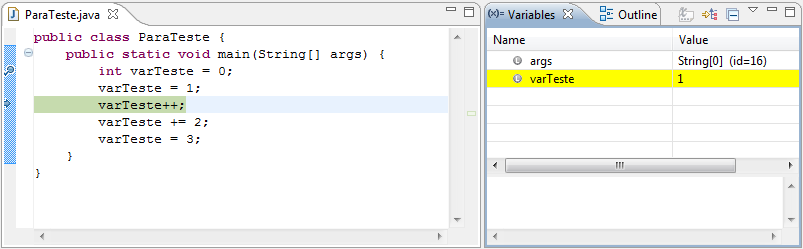 ParaTeste.java
public class ParaTeste {
public static void main(String[] args) {
int varTeste = 0;
varTeste = 1;
varTeste++;
varTeste += 2;
varTeste = 3;
}
}
(x)= Variables Outline
Name Value
args String[0] (id=16)
varTeste 1